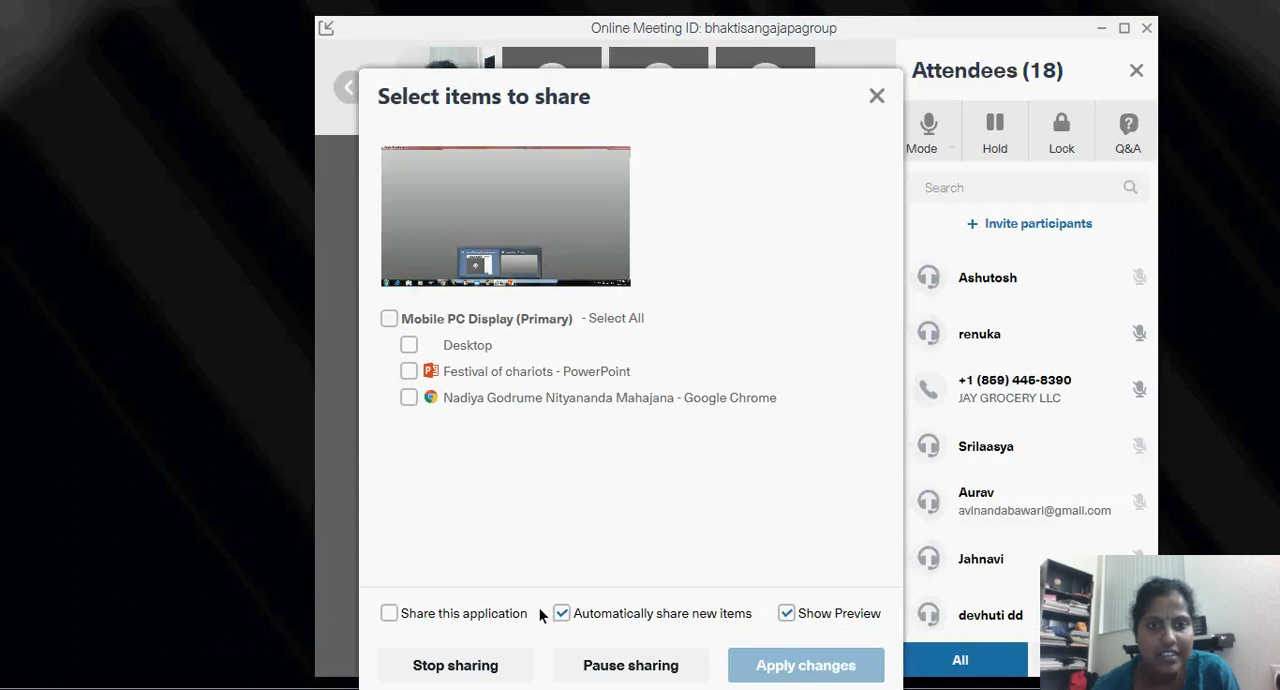 Online Meeting ID: bhaktisangajapagroup
Select items to share
Mobile PC Display (Primary) - Select All
Desktop
Festival of chariots - PowerPoint
Nadiya Godrume Nityananda Mahajana - Google Chrome
Share this application
Automatically share new items
Show Preview
Stop sharing
Pause sharing
Apply changes
Attendees (18)
Mode
Hold
Lock
Q&A
Search
+ Invite participants
Ashutosh
renuka
+1 (859) 445-8390
JAY GROCERY LLC
Srilaasya
Aurav
avinandabawari@gmail.com
Jahnavi
devhuti dd
All